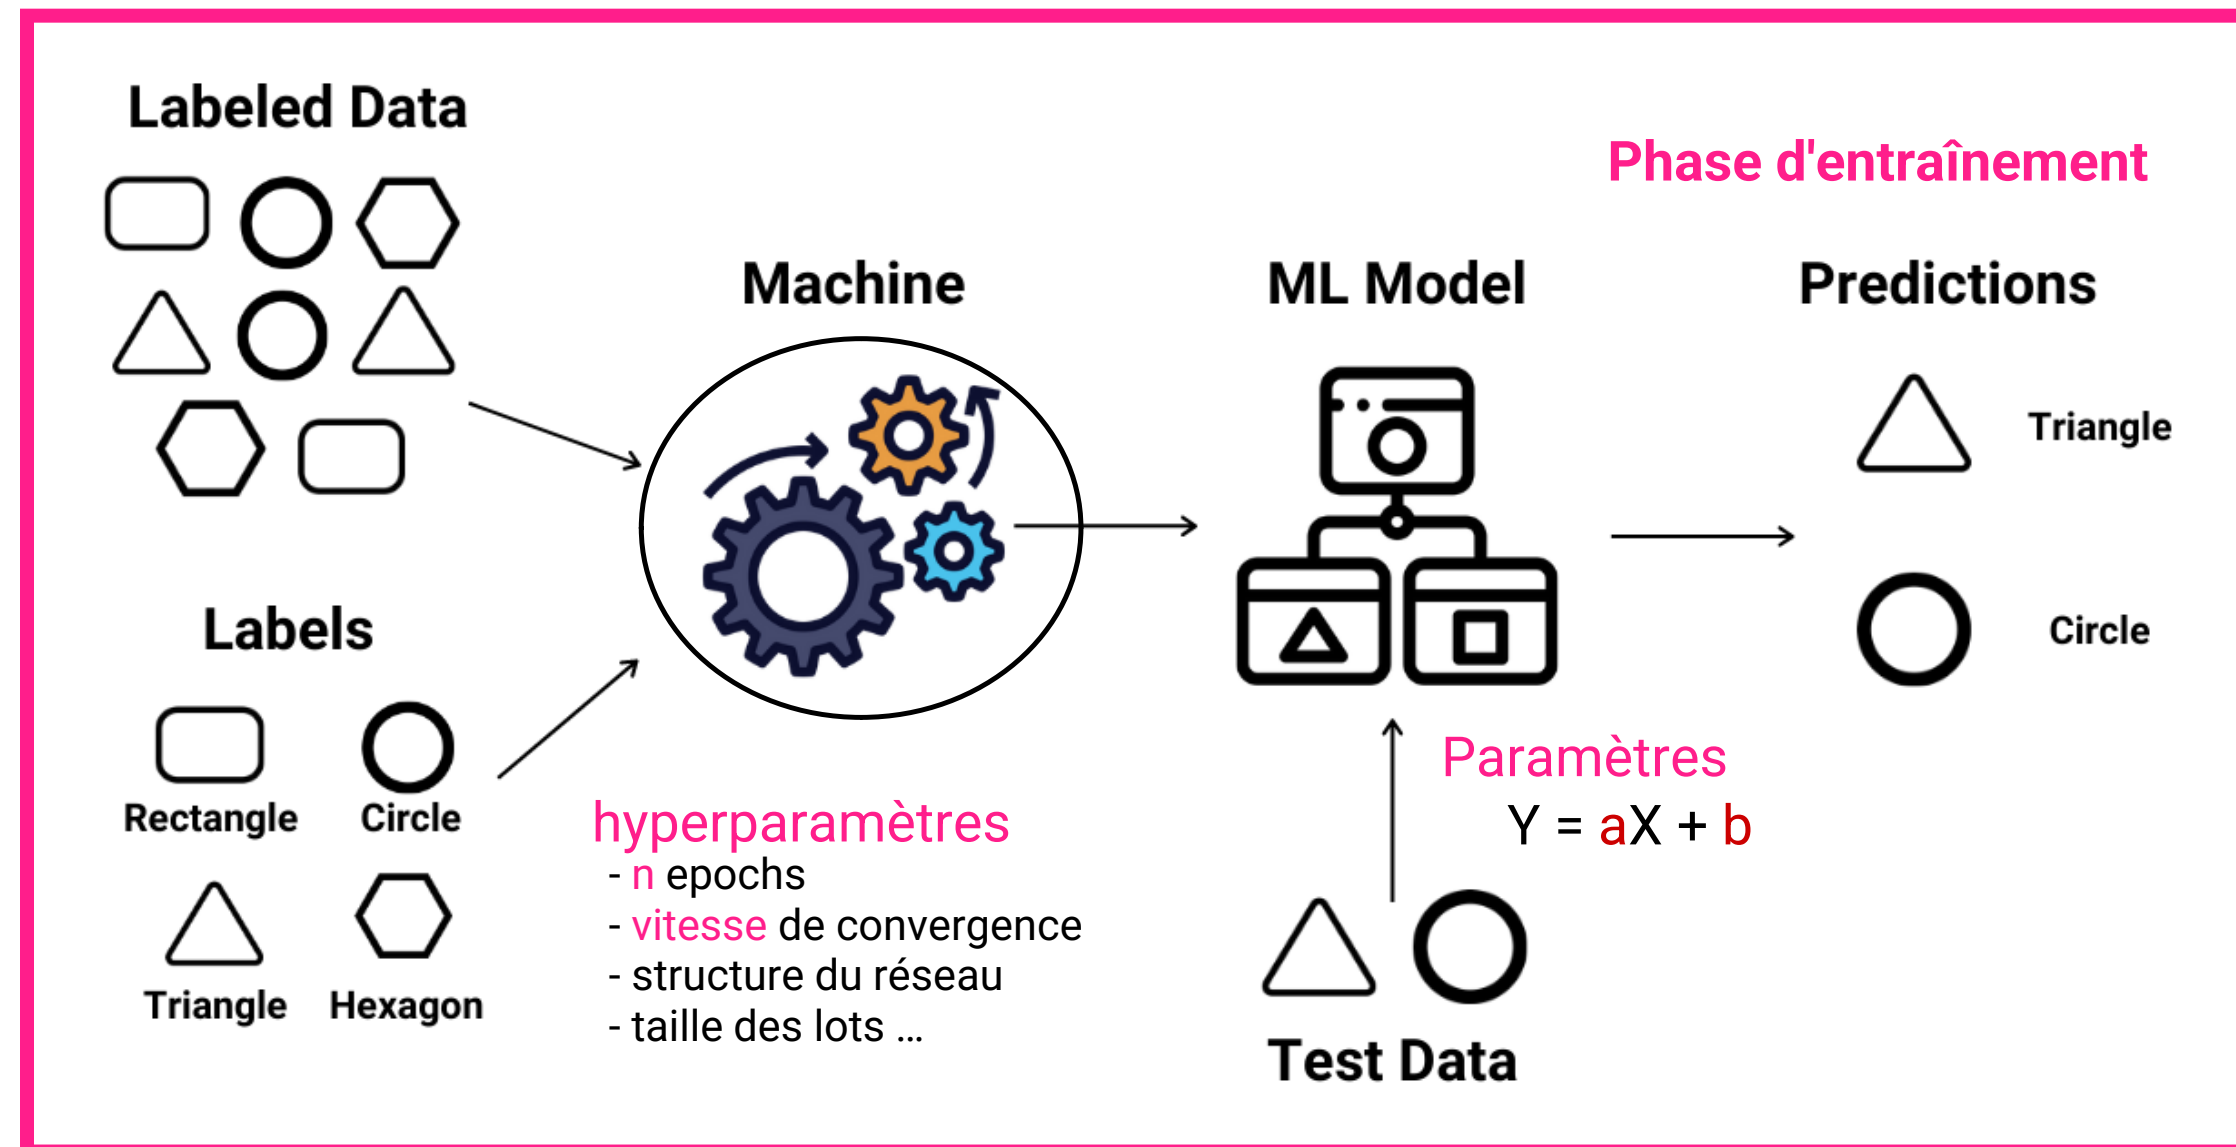 Labeled Data
Phase d'entraînement
Machine
ML Model
Predictions
Triangle
Circle
Labels
Rectangle
Circle
Triangle
Hexagon
hyperparamètres
- n epochs
- vitesse de convergence
- structure du réseau
- taille des lots ...
Paramètres
Y = aX + b
Test Data